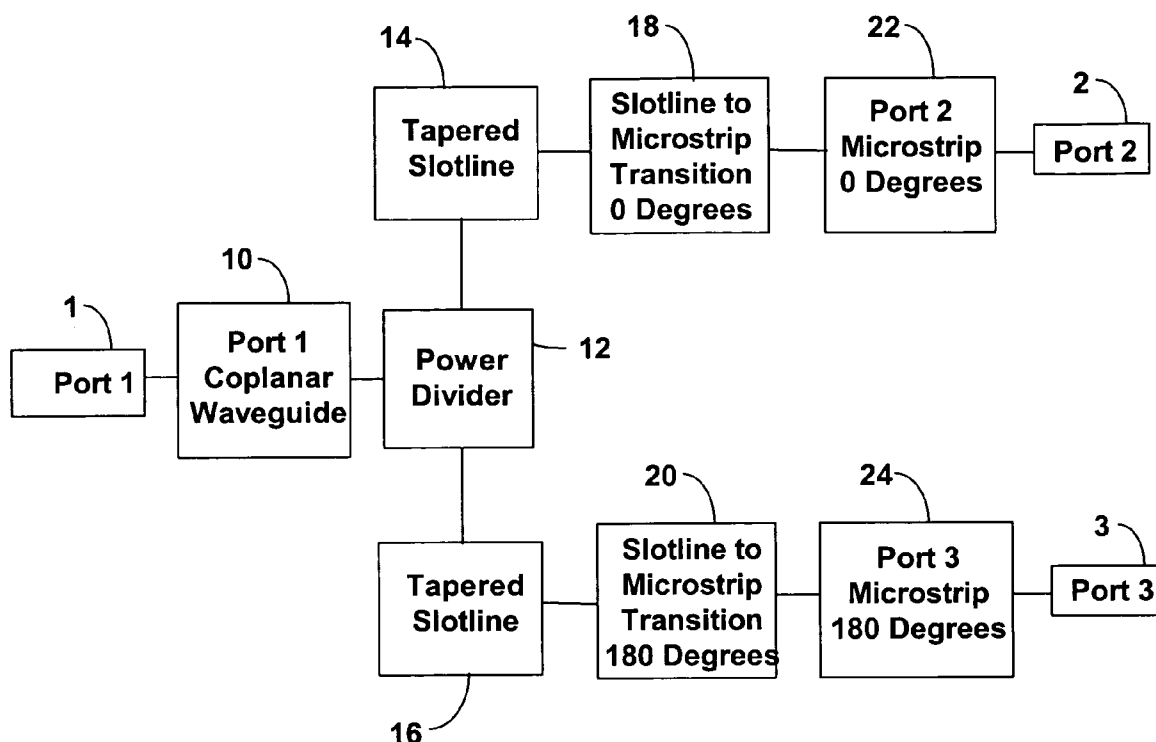 14
18
22
2
Tapered
Slotline
Slotline to
Microstrip
Transition
0 Degrees
Port 2
Microstrip
0 Degrees
Port 2
1
10
Port 1
Port 1
Coplanar
Waveguide
Power
Divider
12
20
24
3
Tapered
Slotline
Slotline to
Microstrip
Transition
180 Degrees
Port 3
Microstrip
180 Degrees
Port 3
16